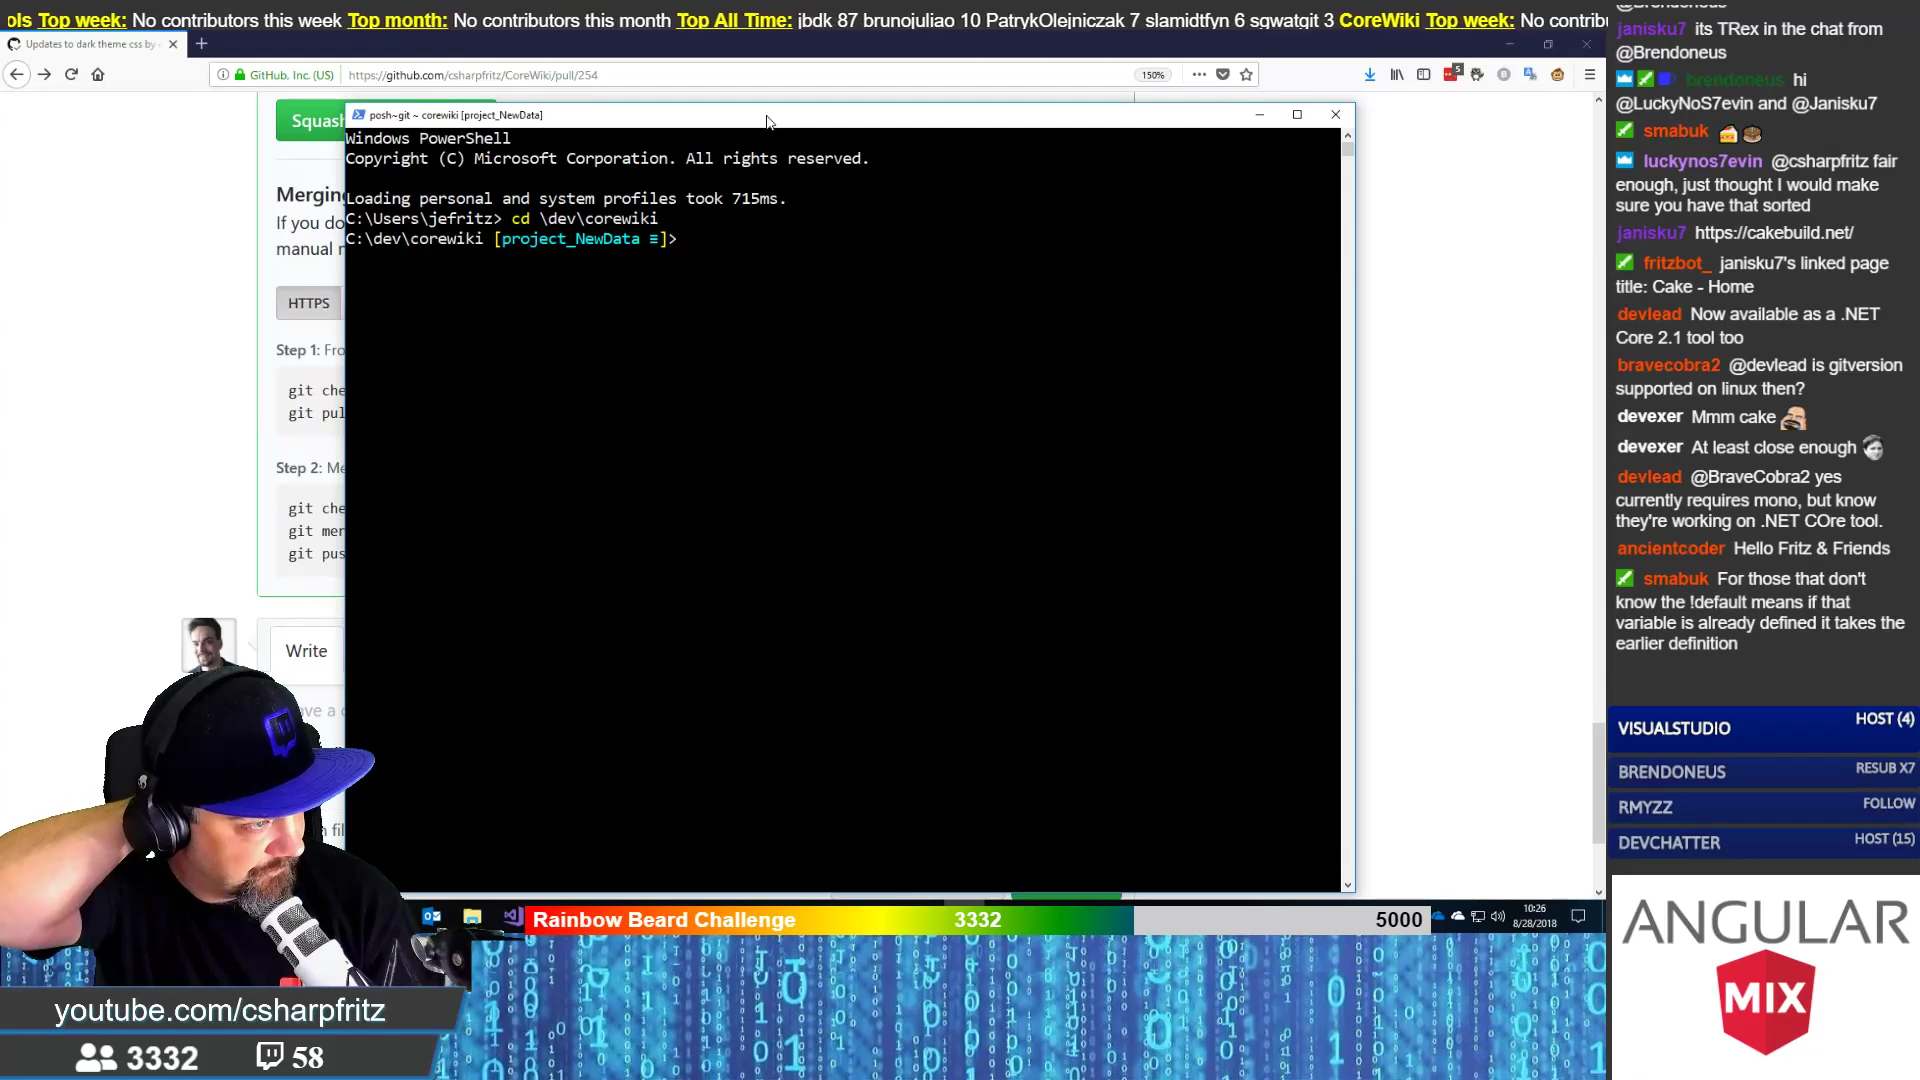 ols Top week: No contributors this week Top month: No contributors this month Top All Time: jbdk 87 brunojuliao 10 PatrykOlejniczak 7 slamidtfyn 6 sgwatgit 3 CoreWiki Top week: No contribu
Updates to dark theme css by
GitHub, Inc. (US) https://github.com/csharpfritz/CoreWiki/pull/254
150%
5
Squash
posh~git ~ corewiki [project_NewData]
Windows PowerShell
Copyright (C) Microsoft Corporation. All rights reserved.
Loading personal and system profiles took 715ms.
C:\Users\jefritz> cd \dev\corewiki
C:\dev\corewiki [project_NewData ≡]>
Merging
If you do
manual m
HTTPS
Step 1: Fro
git che
git pul
Step 2: Me
git che
git mer
git pus
Write
ave a c
n fil
@Brendoneus
janisku7 its TRex in the chat from
@Brendoneus
brendoneus hi
@LuckyNoS7evin and @Janisku7
smabuk
luckynos7evin @csharpfritz fair
enough, just thought I would make
sure you have that sorted
janisku7 https://cakebuild.net/
fritzbot_ janisku7's linked page
title: Cake - Home
devlead Now available as a .NET
Core 2.1 tool too
bravecobra2 @devlead is gitversion
supported on linux then?
devexer Mmm cake
devexer At least close enough
devlead @BraveCobra2 yes
currently requires mono, but know
they're working on .NET COre tool.
ancientcoder Hello Fritz & Friends
smabuk For those that don't
know the !default means if that
variable is already defined it takes the
earlier definition
VISUALSTUDIO HOST (4)
BRENDONEUS RESUB X7
RMYZZ FOLLOW
DEVCHATTER HOST (15)
ANGULAR
MIX
Rainbow Beard Challenge 3332 5000
10:26
8/28/2018
youtube.com/csharpfritz
3332 58